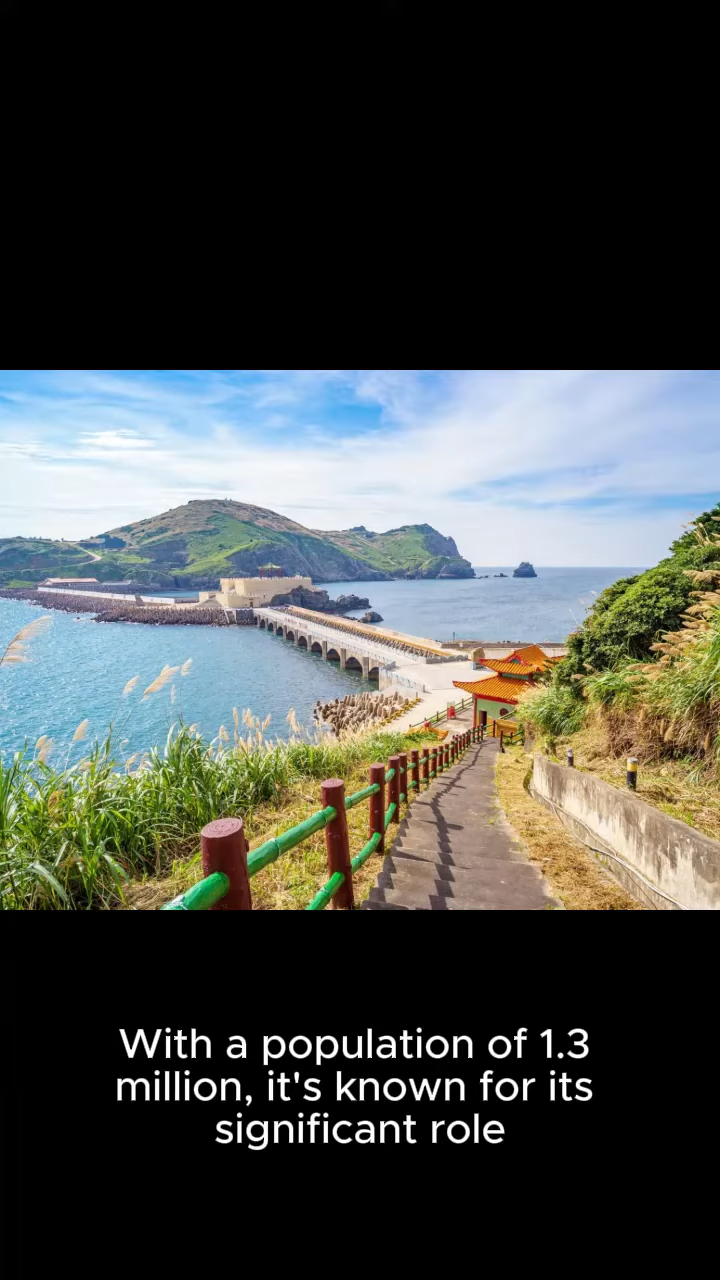 With a population of 1.3
million, it's known for its
significant role